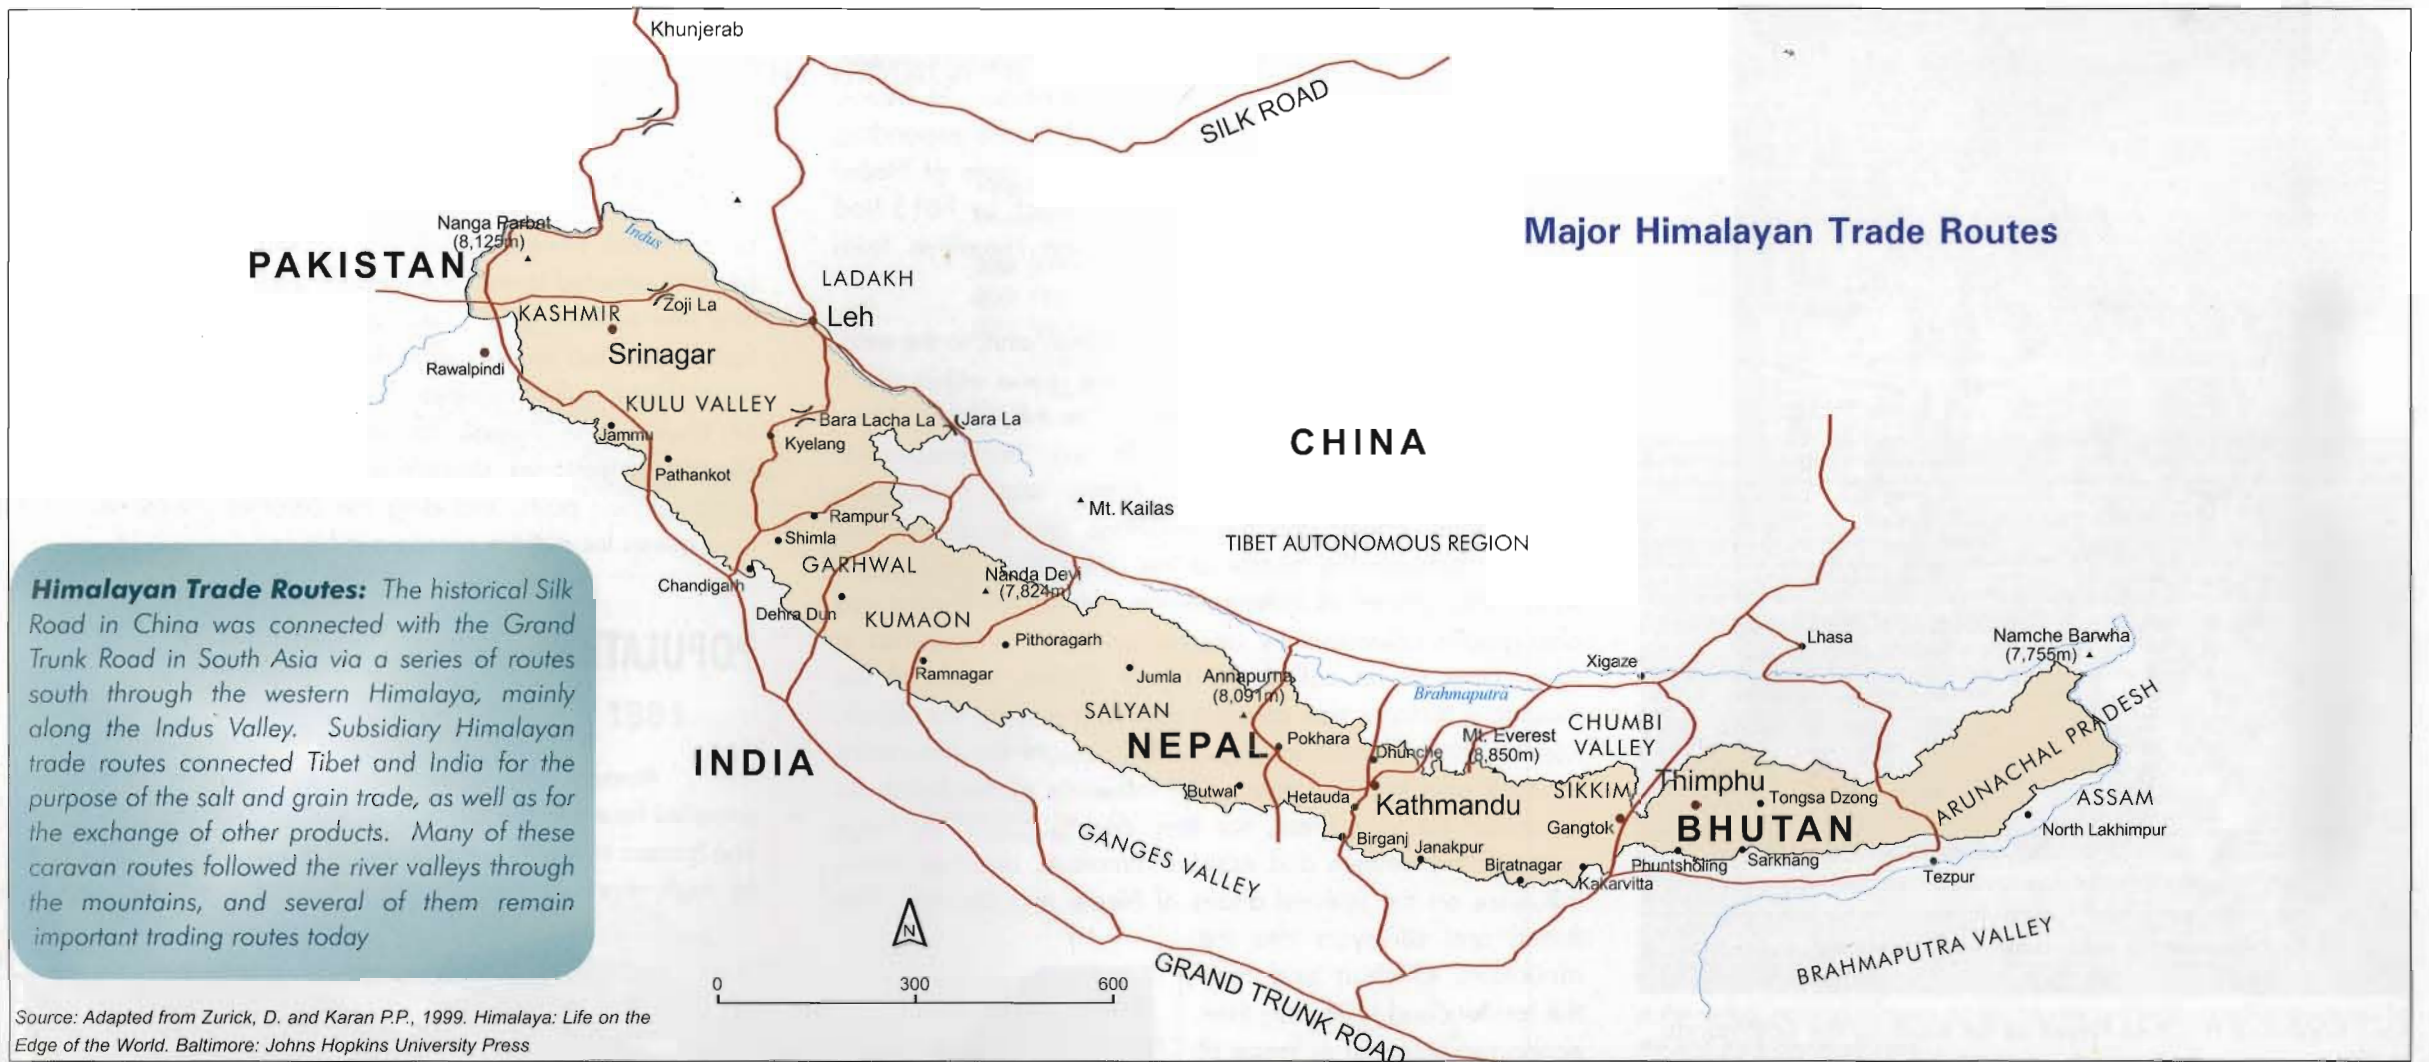 Khunjerab
SILK ROAD
Major Himalayan Trade Routes
Nanga Parbat
(8,125m)
Indus
PAKISTAN
LADAKH
Zoji La
KASHMIR
Leh
Srinagar
Rawalpindi
KULU VALLEY
Bara Lacha La
Jara La
Jammu
Kyelang
CHINA
Pathankot
Mt. Kailas
Rampur
Shimla
TIBET AUTONOMOUS REGION
GARHWAL
Chandigarh
Nanda Devi
(7,824m)
Dehra Dun
KUMAON
Pithoragarh
Lhasa
Namche Barwha
(7,755m)
Ramnagar
Jumla
Annapurna
(8,091m)
Xigaze
Brahmaputra
SALYAN
CHUMBI
VALLEY
ARUNACHAL PRADESH
NEPAL
Pokhara
Dhunche
Mt. Everest
(8,850m)
INDIA
Butwal
Hetauda
Kathmandu
SIKKIM
Thimphu
Tongsa Dzong
ASSAM
Gangtok
BHUTAN
North Lakhimpur
GANGES VALLEY
Birganj
Janakpur
Biratnagar
Kakarvitta
Phuntsholing
Sarkhang
Tezpur
BRAHMAPUTRA VALLEY
GRAND TRUNK ROAD
N
0 300 600
Himalayan Trade Routes: The historical Silk
Road in China was connected with the Grand
Trunk Road in South Asia via a series of routes
south through the western Himalaya, mainly
along the Indus Valley. Subsidiary Himalayan
trade routes connected Tibet and India for the
purpose of the salt and grain trade, as well as for
the exchange of other products. Many of these
caravan routes followed the river valleys through
the mountains, and several of them remain
important trading routes today
Source: Adapted from Zurick, D. and Karan P.P., 1999. Himalaya: Life on the
Edge of the World. Baltimore: Johns Hopkins University Press